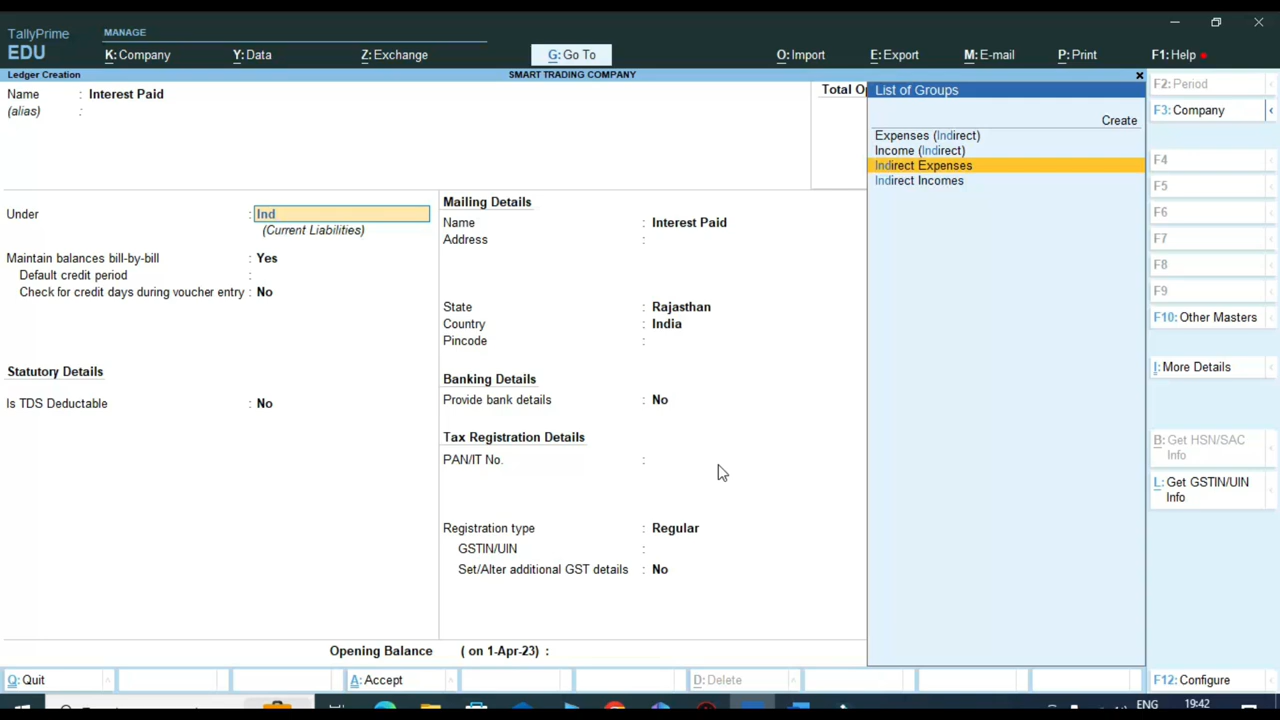 TallyPrime
EDU
MANAGE
K: Company
Y: Data
Z: Exchange
G: Go To
O: Import
E: Export
M: E-mail
P: Print
F1: Help
Ledger Creation
SMART TRADING COMPANY
Name : Interest Paid
(alias) :
Total Op
List of Groups
Create
Expenses (Indirect)
Income (Indirect)
Indirect Expenses
Indirect Incomes
Under : Ind
(Current Liabilities)
Maintain balances bill-by-bill : Yes
Default credit period :
Check for credit days during voucher entry : No
Statutory Details
Is TDS Deductable : No
Mailing Details
Name : Interest Paid
Address :
State : Rajasthan
Country : India
Pincode :
Banking Details
Provide bank details : No
Tax Registration Details
PAN/IT No. :
Registration type : Regular
GSTIN/UIN :
Set/Alter additional GST details : No
Opening Balance ( on 1-Apr-23) :
F2: Period
F3: Company
F4
F5
F6
F7
F8
F9
F10: Other Masters
I: More Details
B: Get HSN/SAC
Info
L: Get GSTIN/UIN
Info
Q: Quit
A: Accept
D: Delete
F12: Configure
ENG
19:42